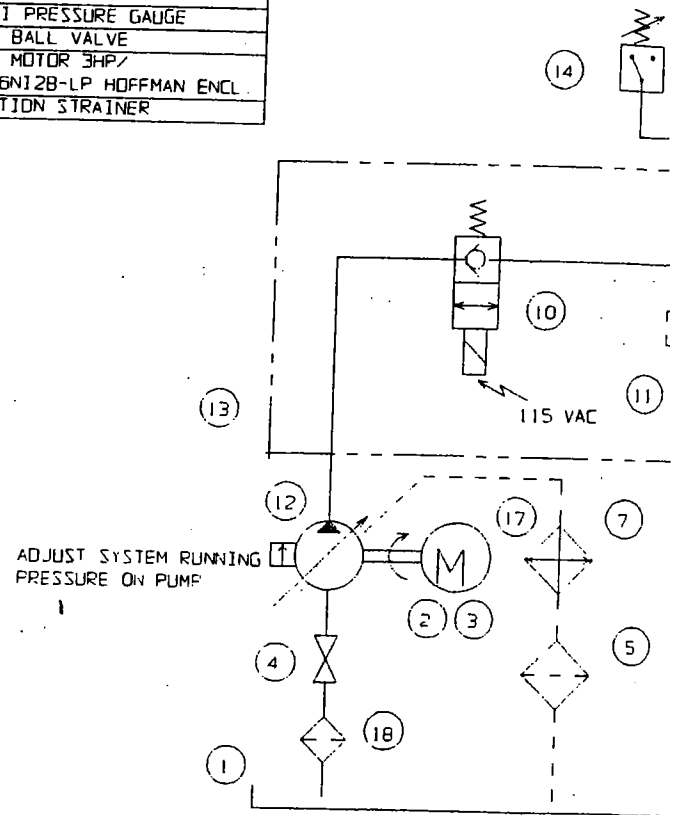 I PRESSURE GAUGE
BALL VALVE
MOTOR 3HP/
6N12B-LP HOFFMAN ENCL.
TION STRAINER
14
10
11
115 VAC
13
12
17
7
ADJUST SYSTEM RUNNING
PRESSURE ON PUMP
M
2 3
5
4
18
1